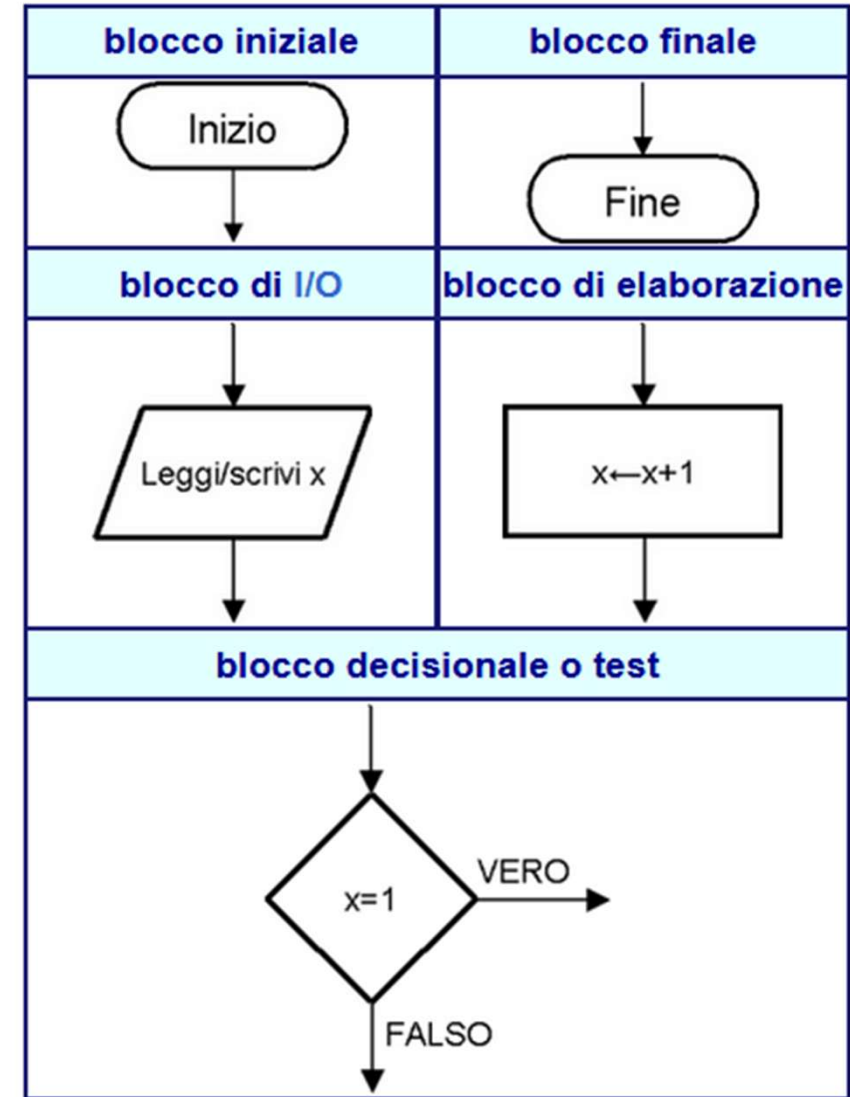 blocco iniziale
blocco finale
Inizio
Fine
blocco di I/O
blocco di elaborazione
Leggi/scrivi x
x←x+1
blocco decisionale o test
x=1
VERO
FALSO